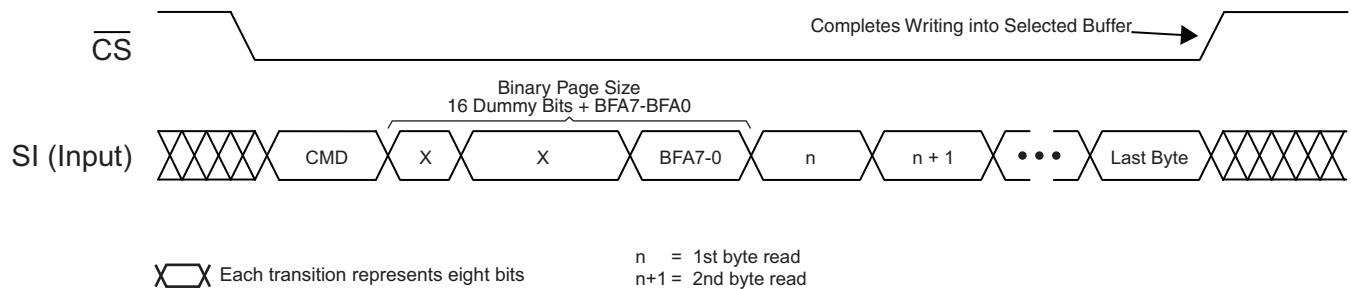 Completes Writing into Selected Buffer
CS
Binary Page Size
16 Dummy Bits + BFA7-BFA0
SI (Input)
CMD
X
X
BFA7-0
n
n + 1
•••
Last Byte
Each transition represents eight bits
n = 1st byte read
n+1 = 2nd byte read